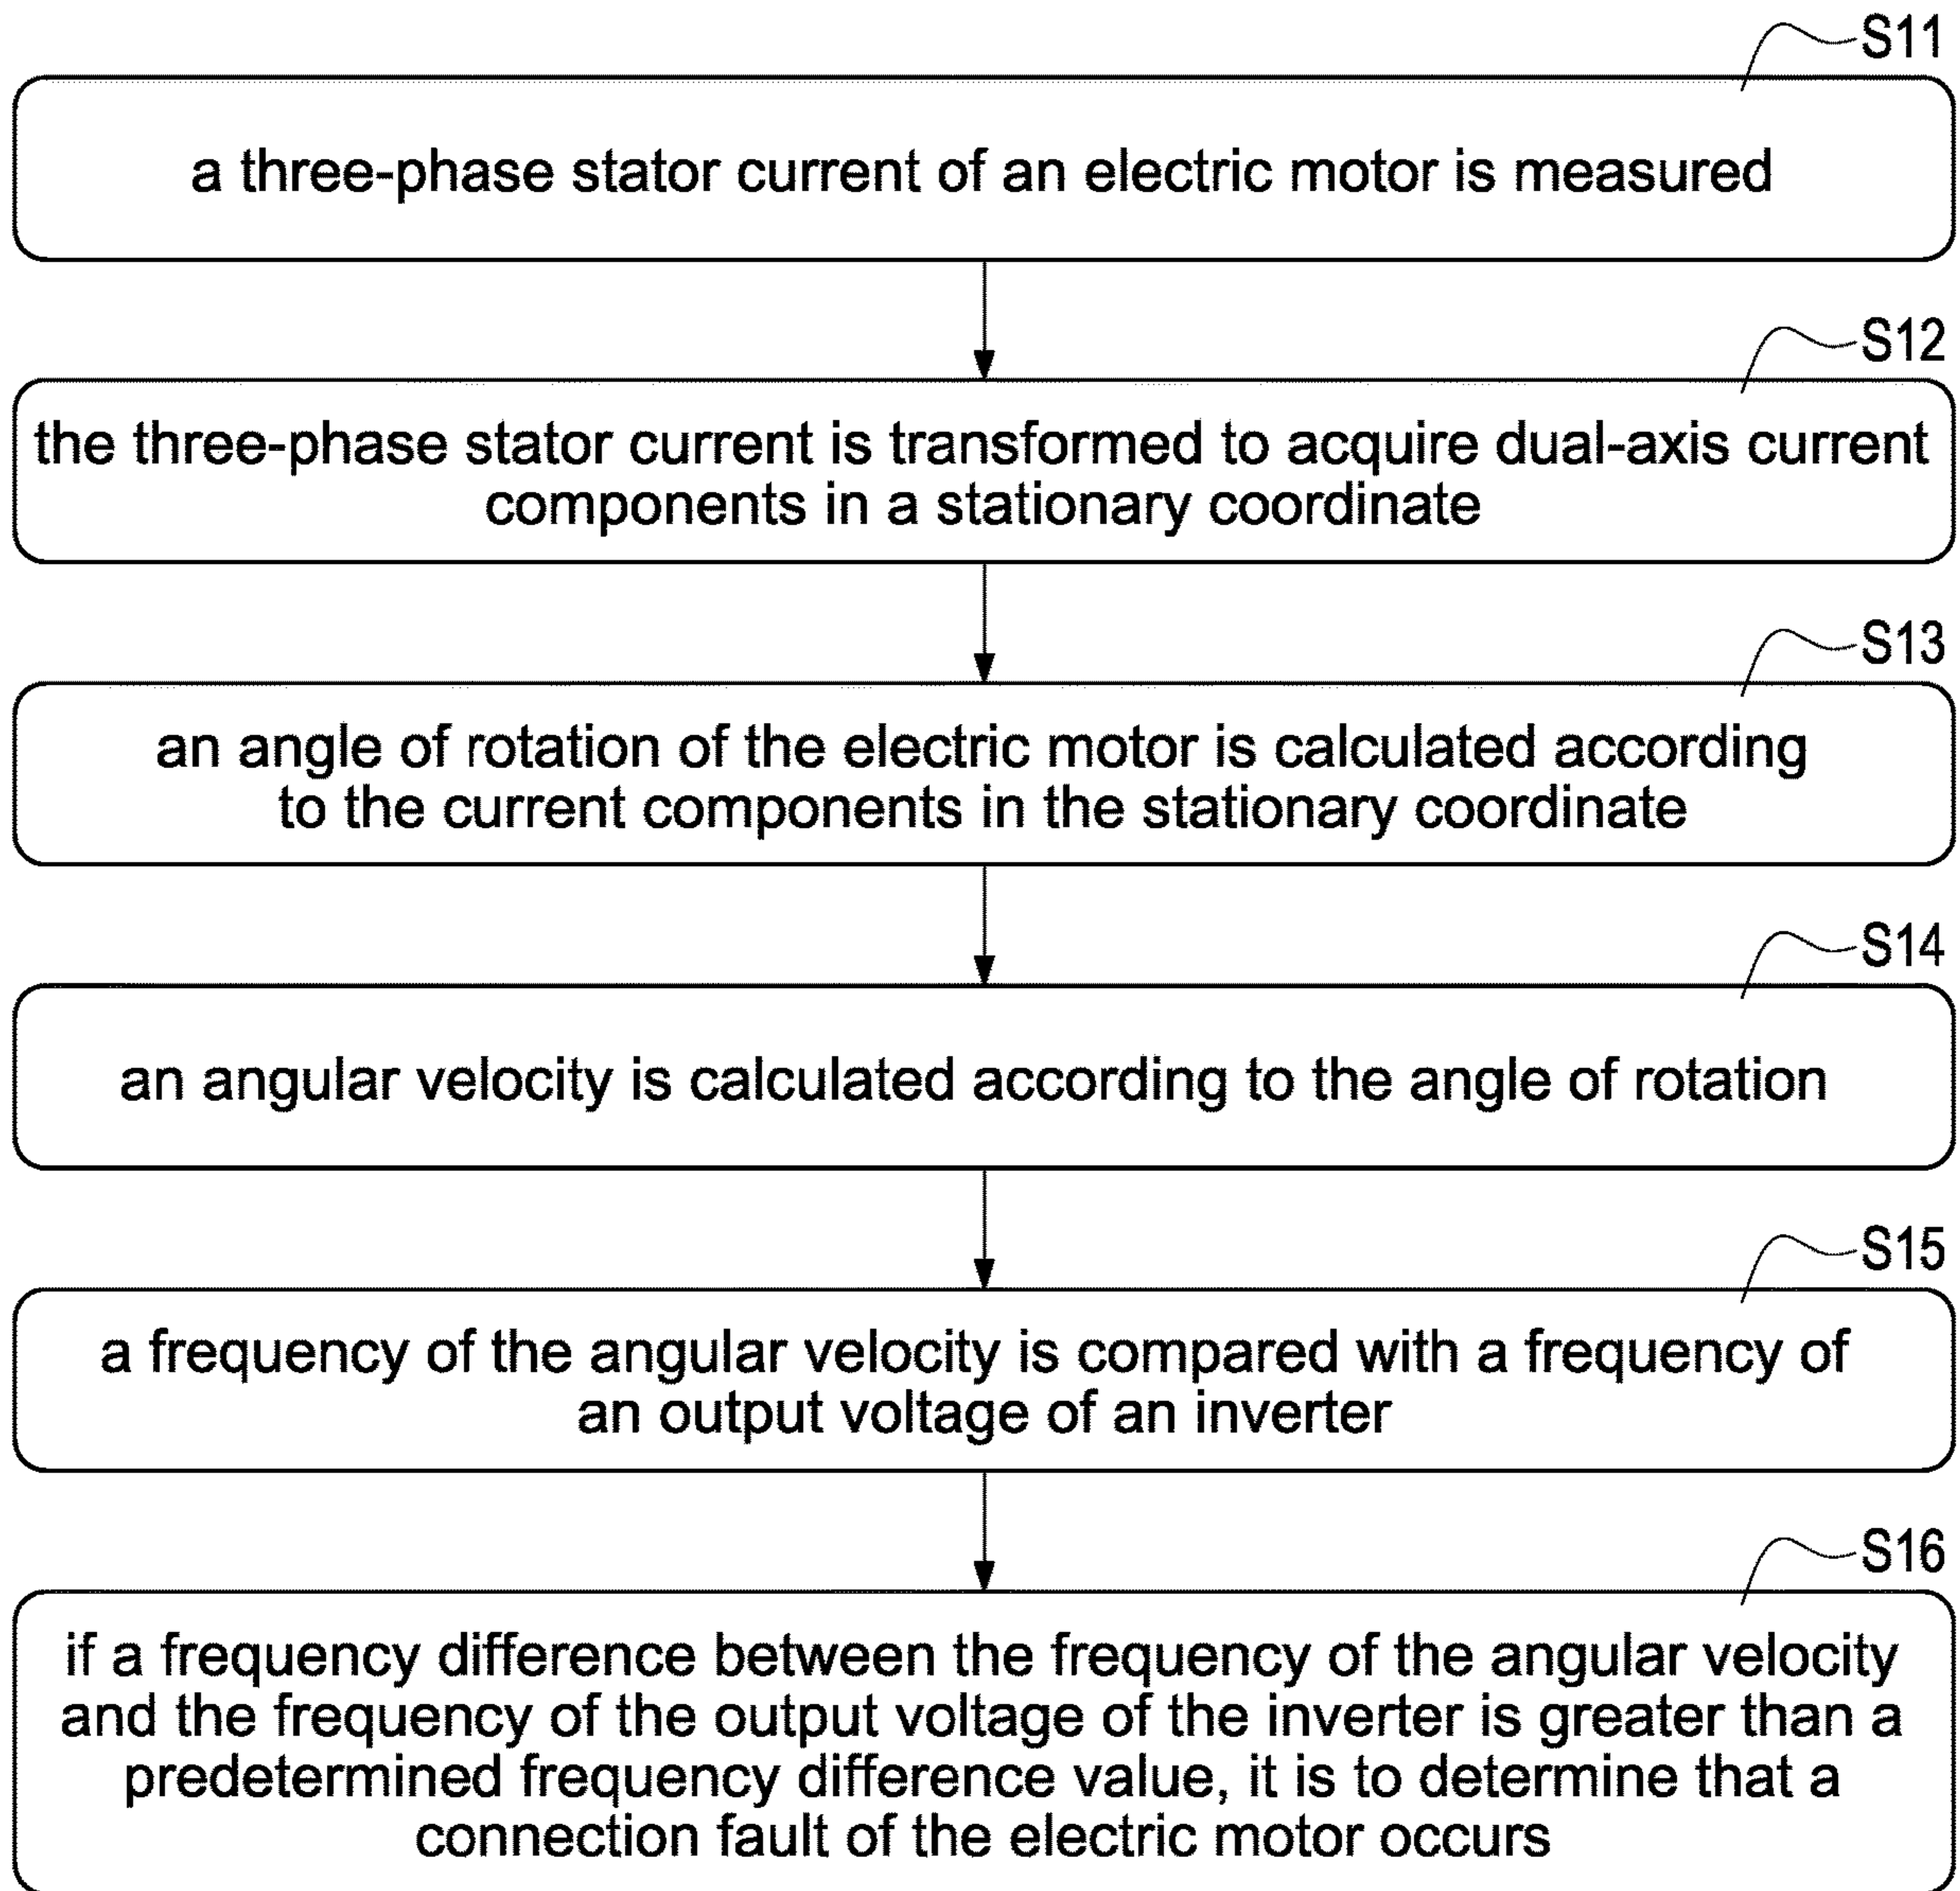 S11
a three-phase stator current of an electric motor is measured
S12
the three-phase stator current is transformed to acquire dual-axis current
components in a stationary coordinate
S13
an angle of rotation of the electric motor is calculated according
to the current components in the stationary coordinate
S14
an angular velocity is calculated according to the angle of rotation
S15
a frequency of the angular velocity is compared with a frequency of
an output voltage of an inverter
S16
if a frequency difference between the frequency of the angular velocity
and the frequency of the output voltage of the inverter is greater than a
predetermined frequency difference value, it is to determine that a
connection fault of the electric motor occurs